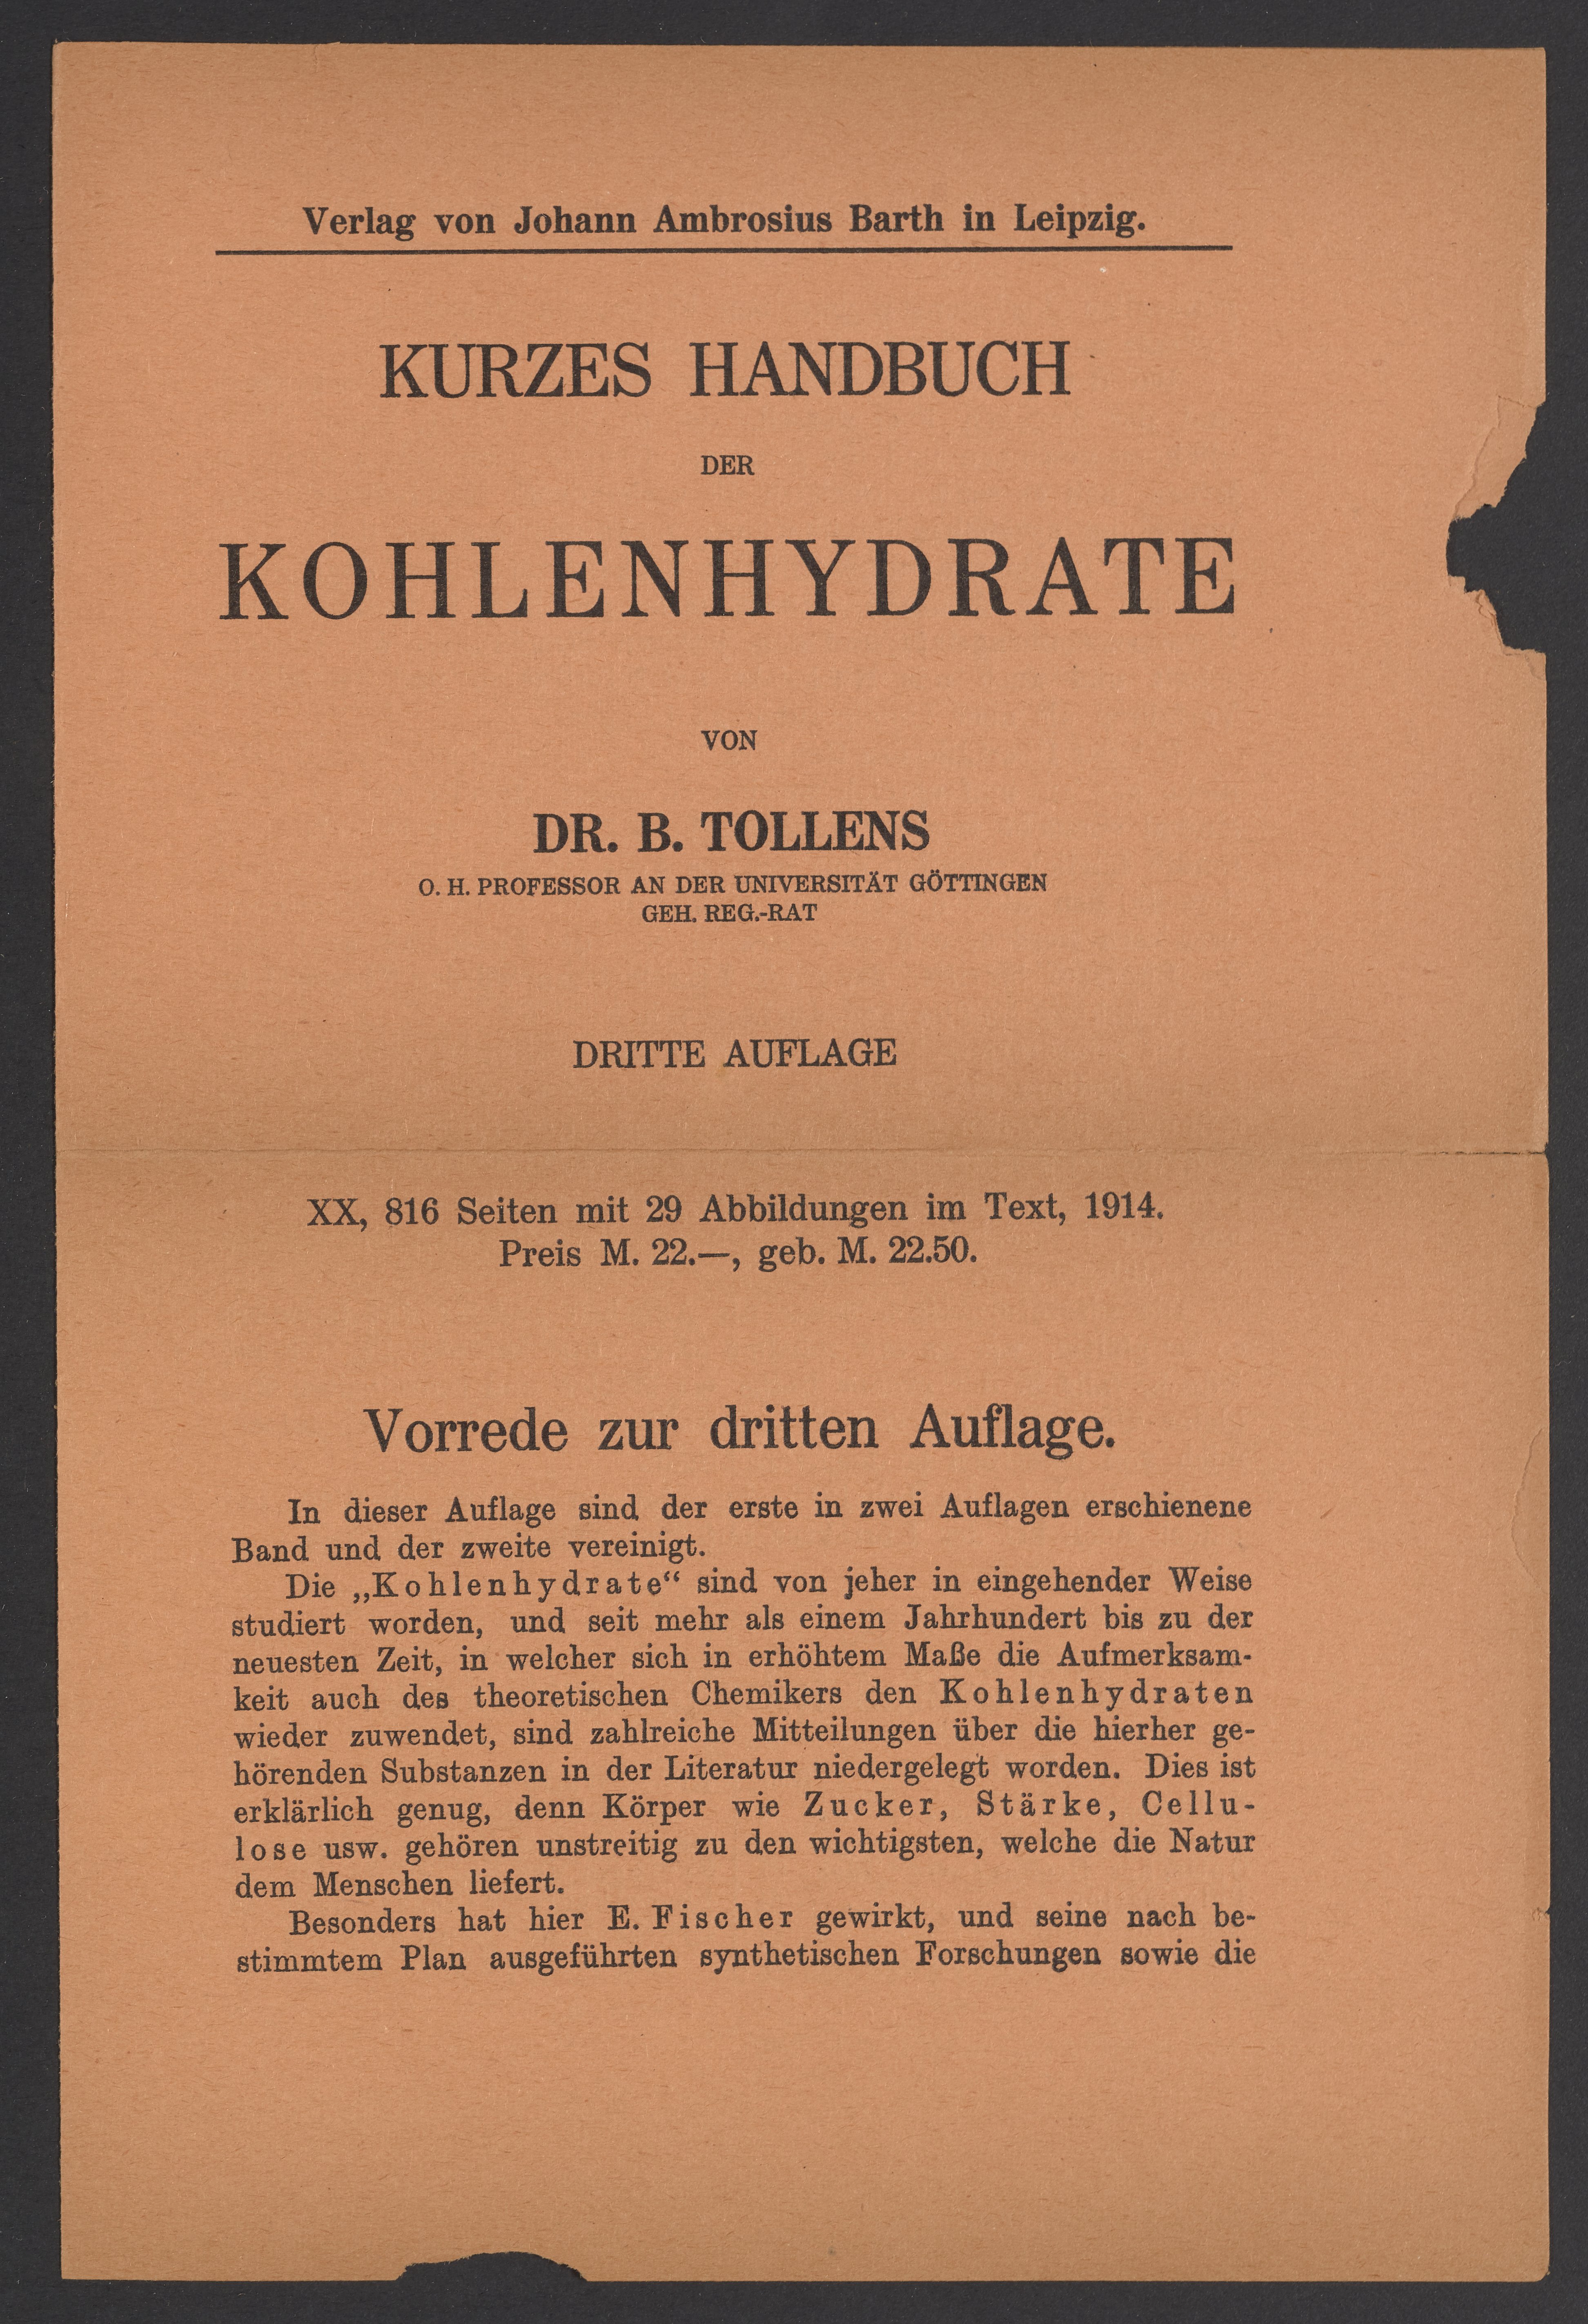 Verlag von Johann Ambrosius Barth in Leipzig.
KURZES HANDBUCH
DER
KOHLENHYDRATE
VON
DR. B. TOLLENS
O. H. PROFESSOR AN DER UNIVERSITÄT GÖTTINGEN
GEH. REG.-RAT
DRITTE AUFLAGE
XX, 816 Seiten mit 29 Abbildungen im Text, 1914.
Preis M. 22.—, geb. M. 22.50.
Vorrede zur dritten Auflage.
In dieser Auflage sind der erste in zwei Auflagen erschienene
Band und der zweite vereinigt.
Die „Kohlenhydrate“ sind von jeher in eingehender Weise
studiert worden, und seit mehr als einem Jahrhundert bis zu der
neuesten Zeit, in welcher sich in erhöhtem Maße die Aufmerksam-
keit auch des theoretischen Chemikers den Kohlenhydraten
wieder zuwendet, sind zahlreiche Mitteilungen über die hierher ge-
hörenden Substanzen in der Literatur niedergelegt worden. Dies ist
erklärlich genug, denn Körper wie Zucker, Stärke, Cellu-
lose usw. gehören unstreitig zu den wichtigsten, welche die Natur
dem Menschen liefert.
Besonders hat hier E. Fischer gewirkt, und seine nach be-
stimmtem Plan ausgeführten synthetischen Forschungen sowie die